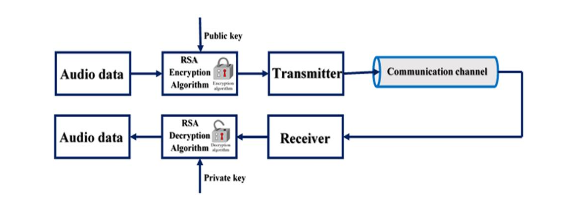 Public key
Audio data
RSA
Encryption
Algorithm
Encryption
algorithm
Transmitter
Communication channel
Audio data
RSA
Decryption
Algorithm
Decryption
algorithm
Receiver
Private key